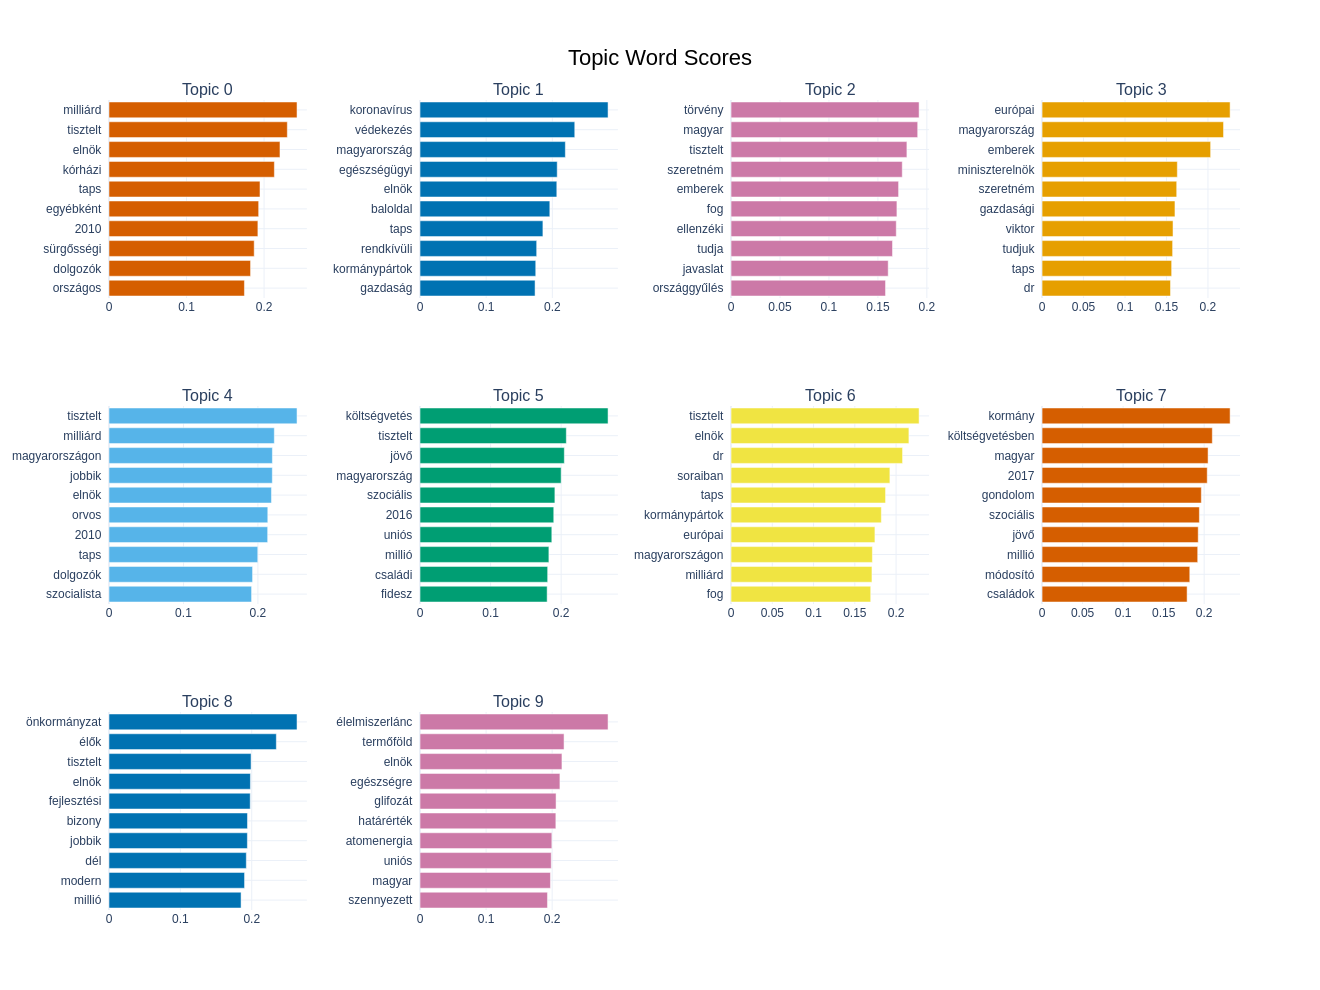 Topic Word Scores
Topic 0
milliárd
tisztelt
elnök
kórházi
taps
egyébként
2010
sürgősségi
dolgozók
országos
0 0.1 0.2
Topic 1
koronavírus
védekezés
magyarország
egészségügyi
elnök
baloldal
taps
rendkívüli
kormánypártok
gazdaság
0 0.1 0.2
Topic 2
törvény
magyar
tisztelt
szeretném
emberek
fog
ellenzéki
tudja
javaslat
országgyűlés
0 0.05 0.1 0.15 0.2
Topic 3
európai
magyarország
emberek
miniszterelnök
szeretném
gazdasági
viktor
tudjuk
taps
dr
0 0.05 0.1 0.15 0.2
Topic 4
tisztelt
milliárd
magyarországon
jobbik
elnök
orvos
2010
taps
dolgozók
szocialista
0 0.1 0.2
Topic 5
költségvetés
tisztelt
jövő
magyarország
szociális
2016
uniós
millió
családi
fidesz
0 0.1 0.2
Topic 6
tisztelt
elnök
dr
soraiban
taps
kormánypártok
európai
magyarországon
milliárd
fog
0 0.05 0.1 0.15 0.2
Topic 7
kormány
költségvetésben
magyar
2017
gondolom
szociális
jövő
millió
módosító
családok
0 0.05 0.1 0.15 0.2
Topic 8
önkormányzat
élők
tisztelt
elnök
fejlesztési
bizony
jobbik
dél
modern
millió
0 0.1 0.2
Topic 9
élelmiszerlánc
termőföld
elnök
egészségre
glifozát
határérték
atomenergia
uniós
magyar
szennyezett
0 0.1 0.2